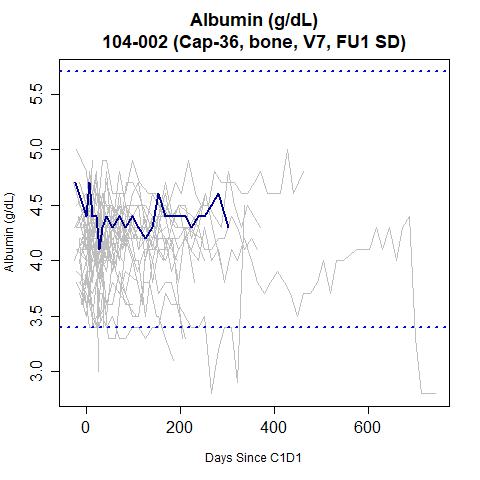 Albumin (g/dL)
104-002 (Cap-36, bone, V7, FU1 SD)
Albumin (g/dL)
5.5
5.0
4.5
4.0
3.5
3.0
0 200 400 600
Days Since C1D1